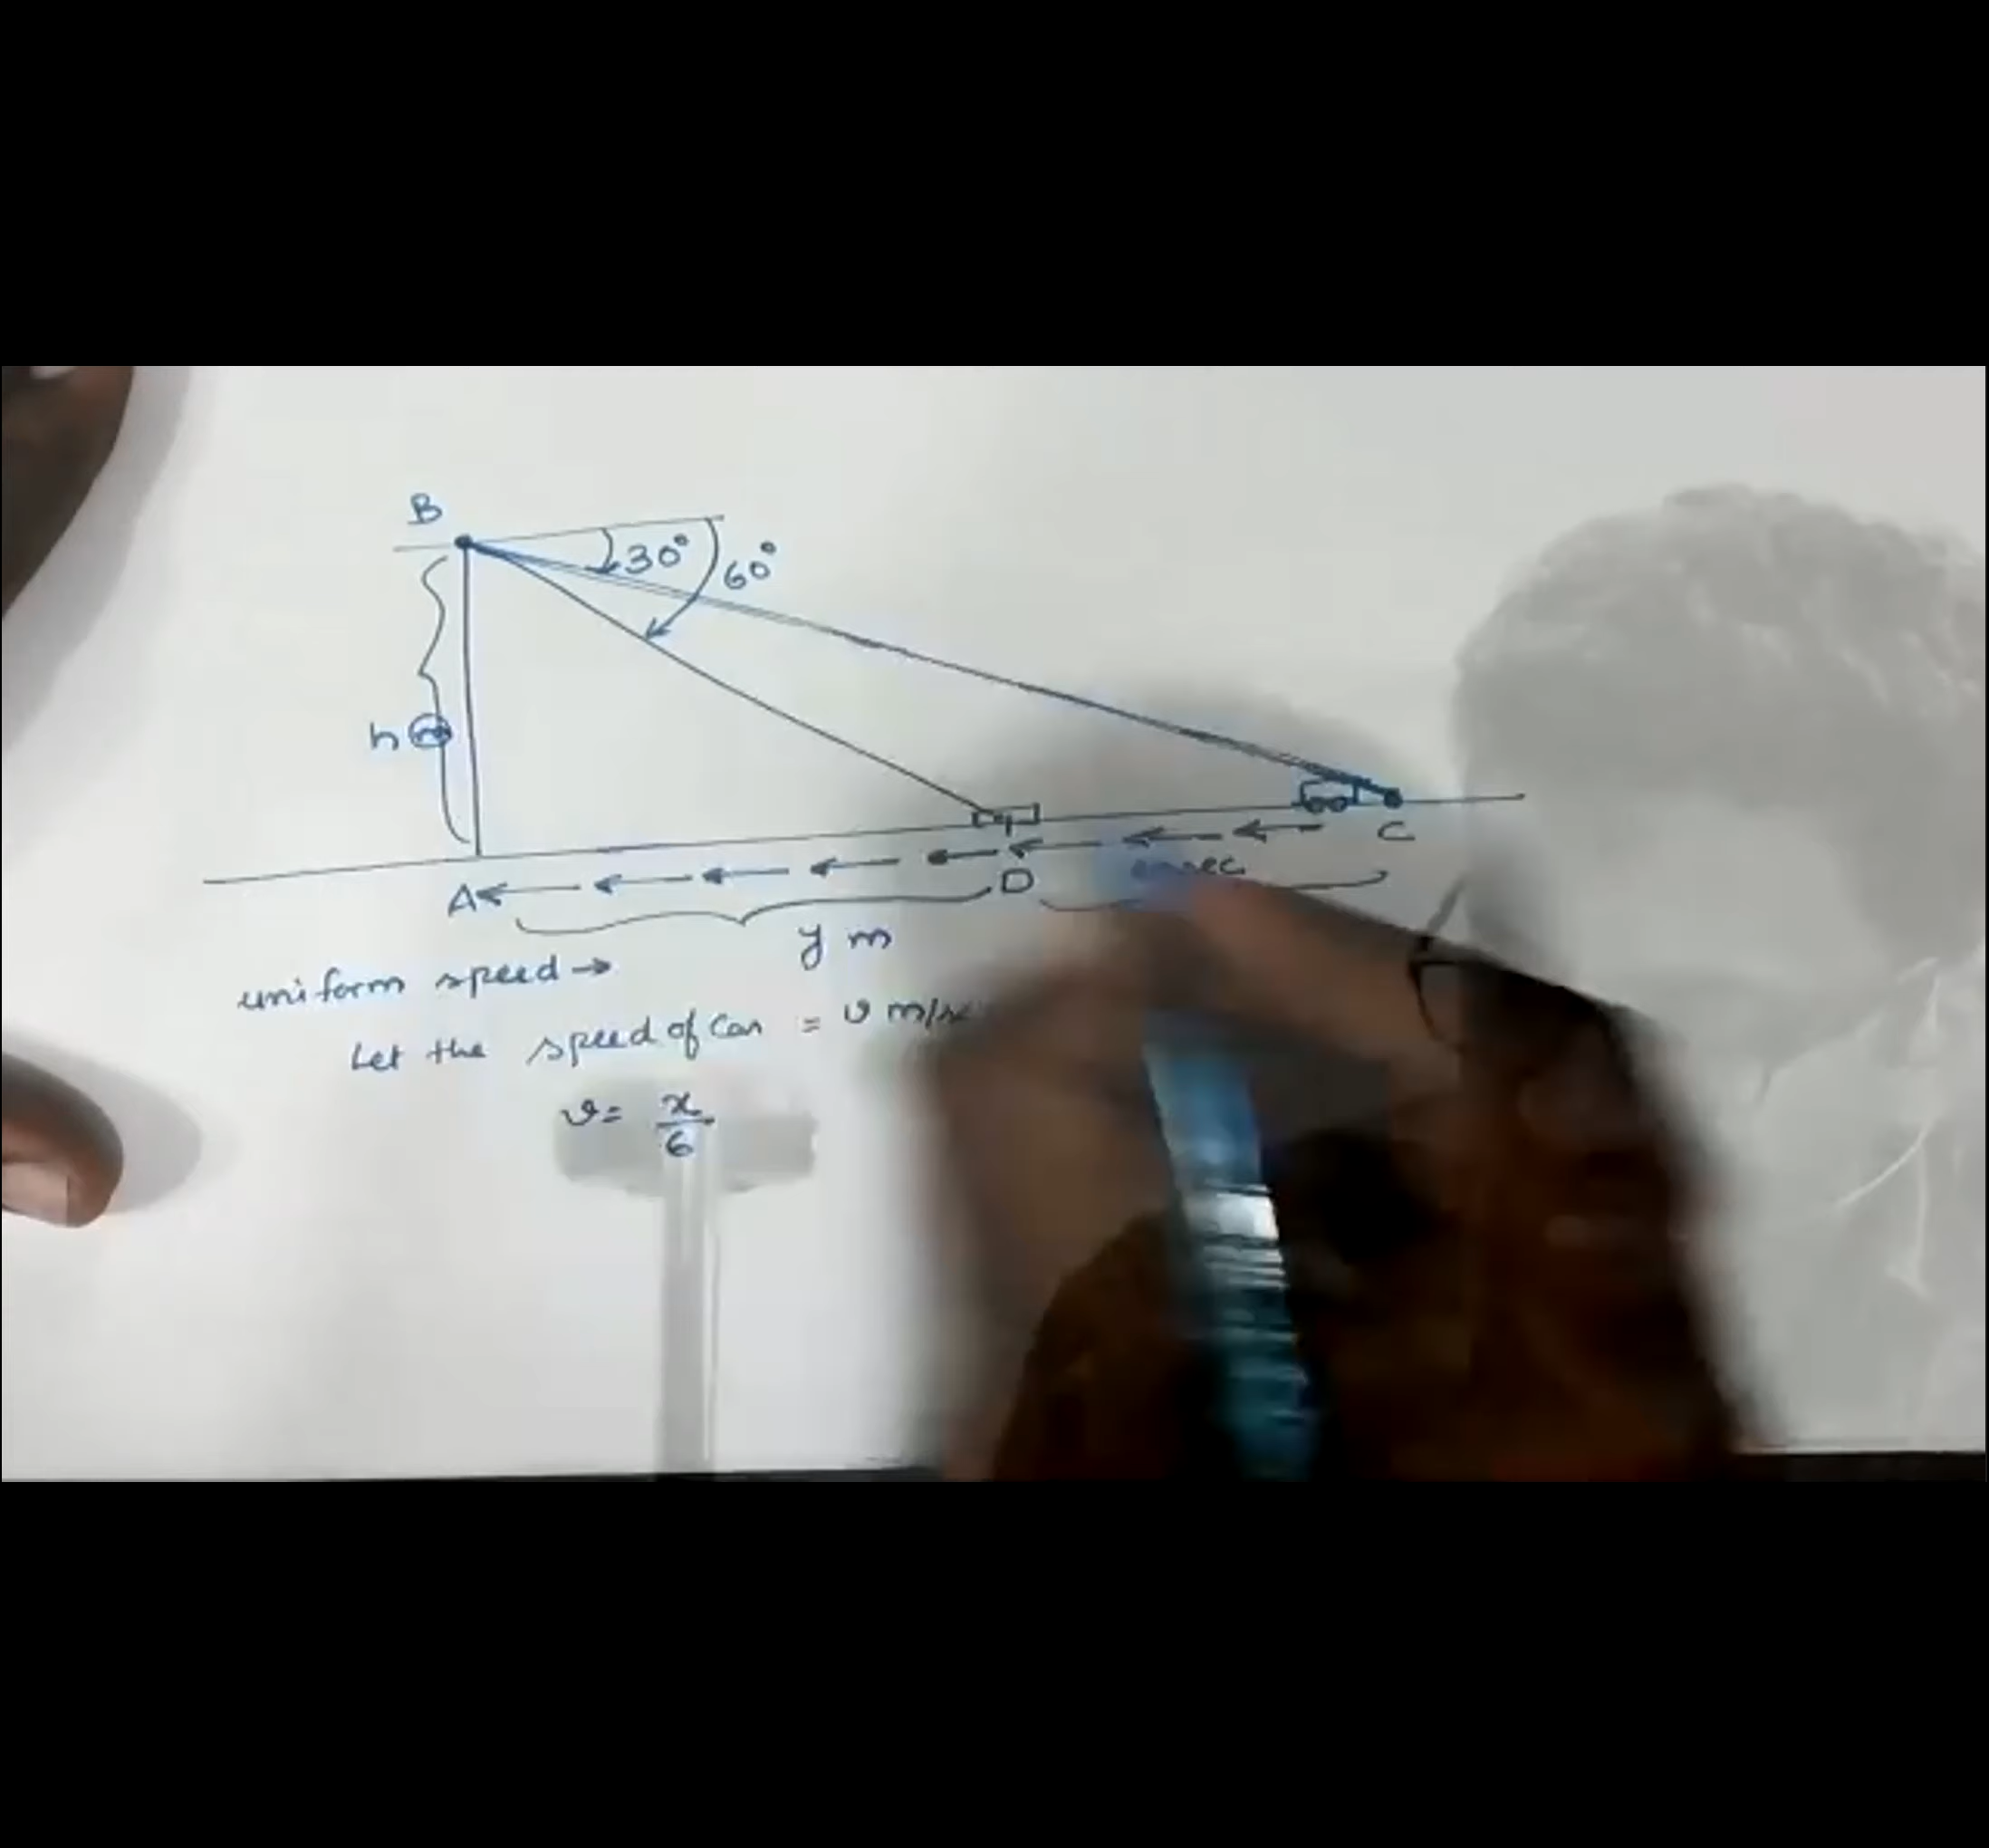 B
30°
60°
h m
C
A
D
y m
uniform speed →
Let the speed of car = v
v = x/6